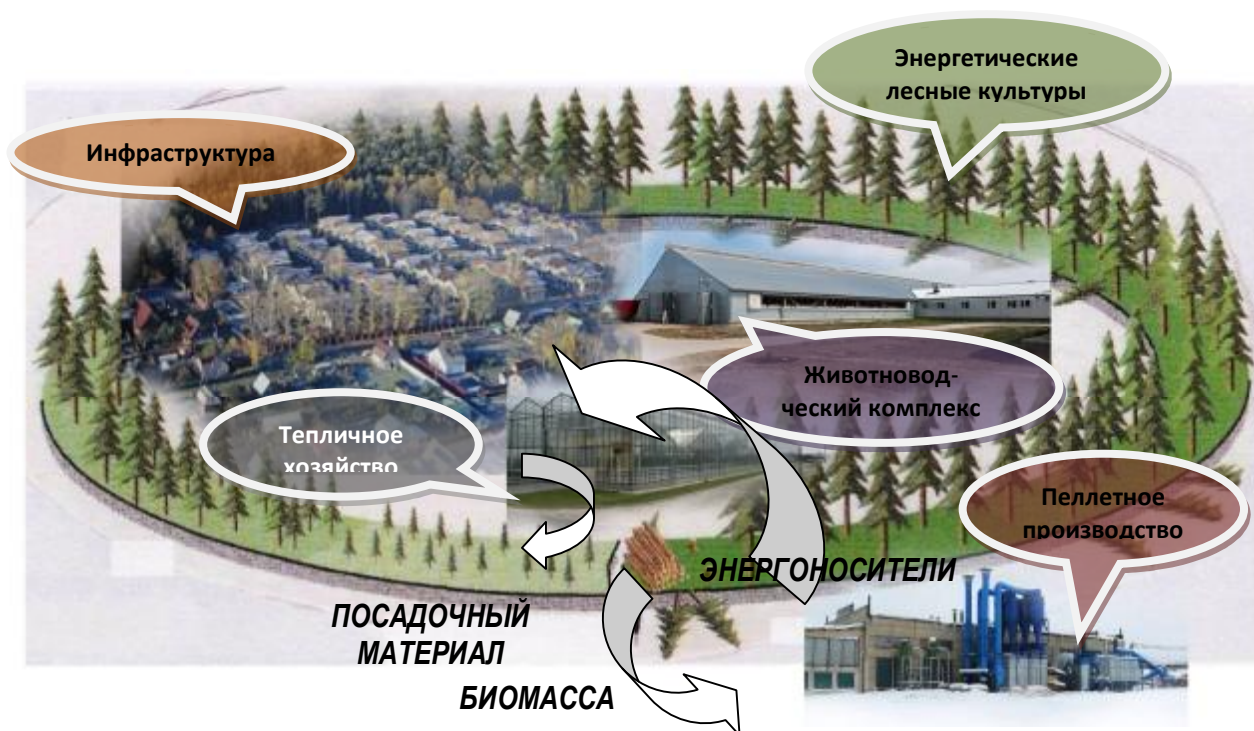 Энергетические
лесные культуры
Инфраструктура
Животновод-
ческий комплекс
Тепличное
хозяйство
Пеллетное
производство
ЭНЕРГОНОСИТЕЛИ
ПОСАДОЧНЫЙ
МАТЕРИАЛ
БИОМАССА